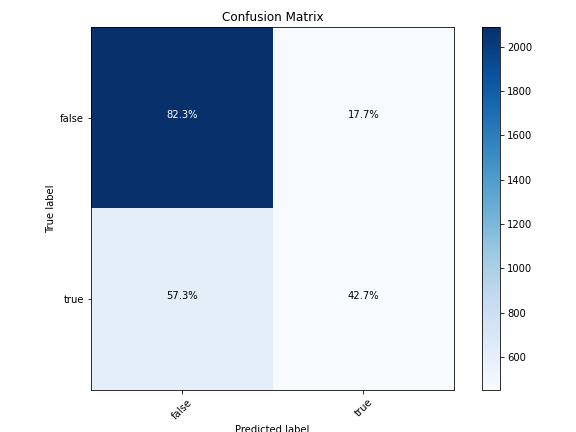 Confusion Matrix
2000
1800
1600
1400
1200
1000
800
600
false
82.3%
17.7%
True label
true
57.3%
42.7%
false
true
Predicted label